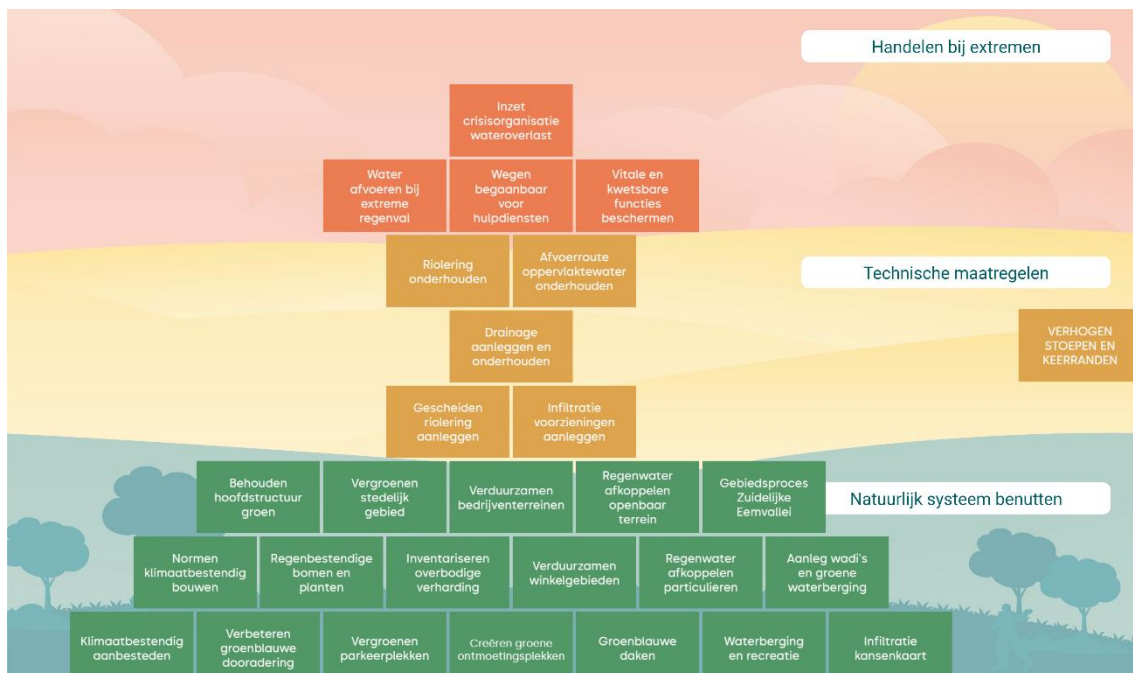 Handelen bij extremen
Inzet
crisisorganisatie
wateroverlast
Water
afvoeren bij
extreme
regenval
Wegen
begaanbaar
voor
hulpdiensten
Vitale en
kwetsbare
functies
beschermen
Riolering
onderhouden
Afvoerroute
oppervlaktewater
onderhouden
Technische maatregelen
Drainage
aanleggen en
onderhouden
VERHOGEN
STOEPEN EN
KEERRANDEN
Gescheiden
riolering
aanleggen
Infiltratie
voorzieningen
aanleggen
Behouden
hoofdstructuur
groen
Vergroenen
stedelijk
gebied
Verduurzamen
bedrijventerreinen
Regenwater
afkoppelen
openbaar
terrein
Gebiedsproces
Zuidelijke
Eemvallei
Natuurlijk systeem benutten
Normen
klimaatbestendig
bouwen
Regenbestendige
bomen en
planten
Inventariseren
overbodige
verharding
Verduurzamen
winkelgebieden
Regenwater
afkoppelen
particulieren
Aanleg wadi's
en groene
waterberging
Klimaatbestendig
aanbesteden
Verbeteren
groenblauwe
dooradering
Vergroenen
parkeerplekken
Creëren groene
ontmoetingsplekken
Groenblauwe
daken
Waterberging
en recreatie
Infiltratie
kansenkaart